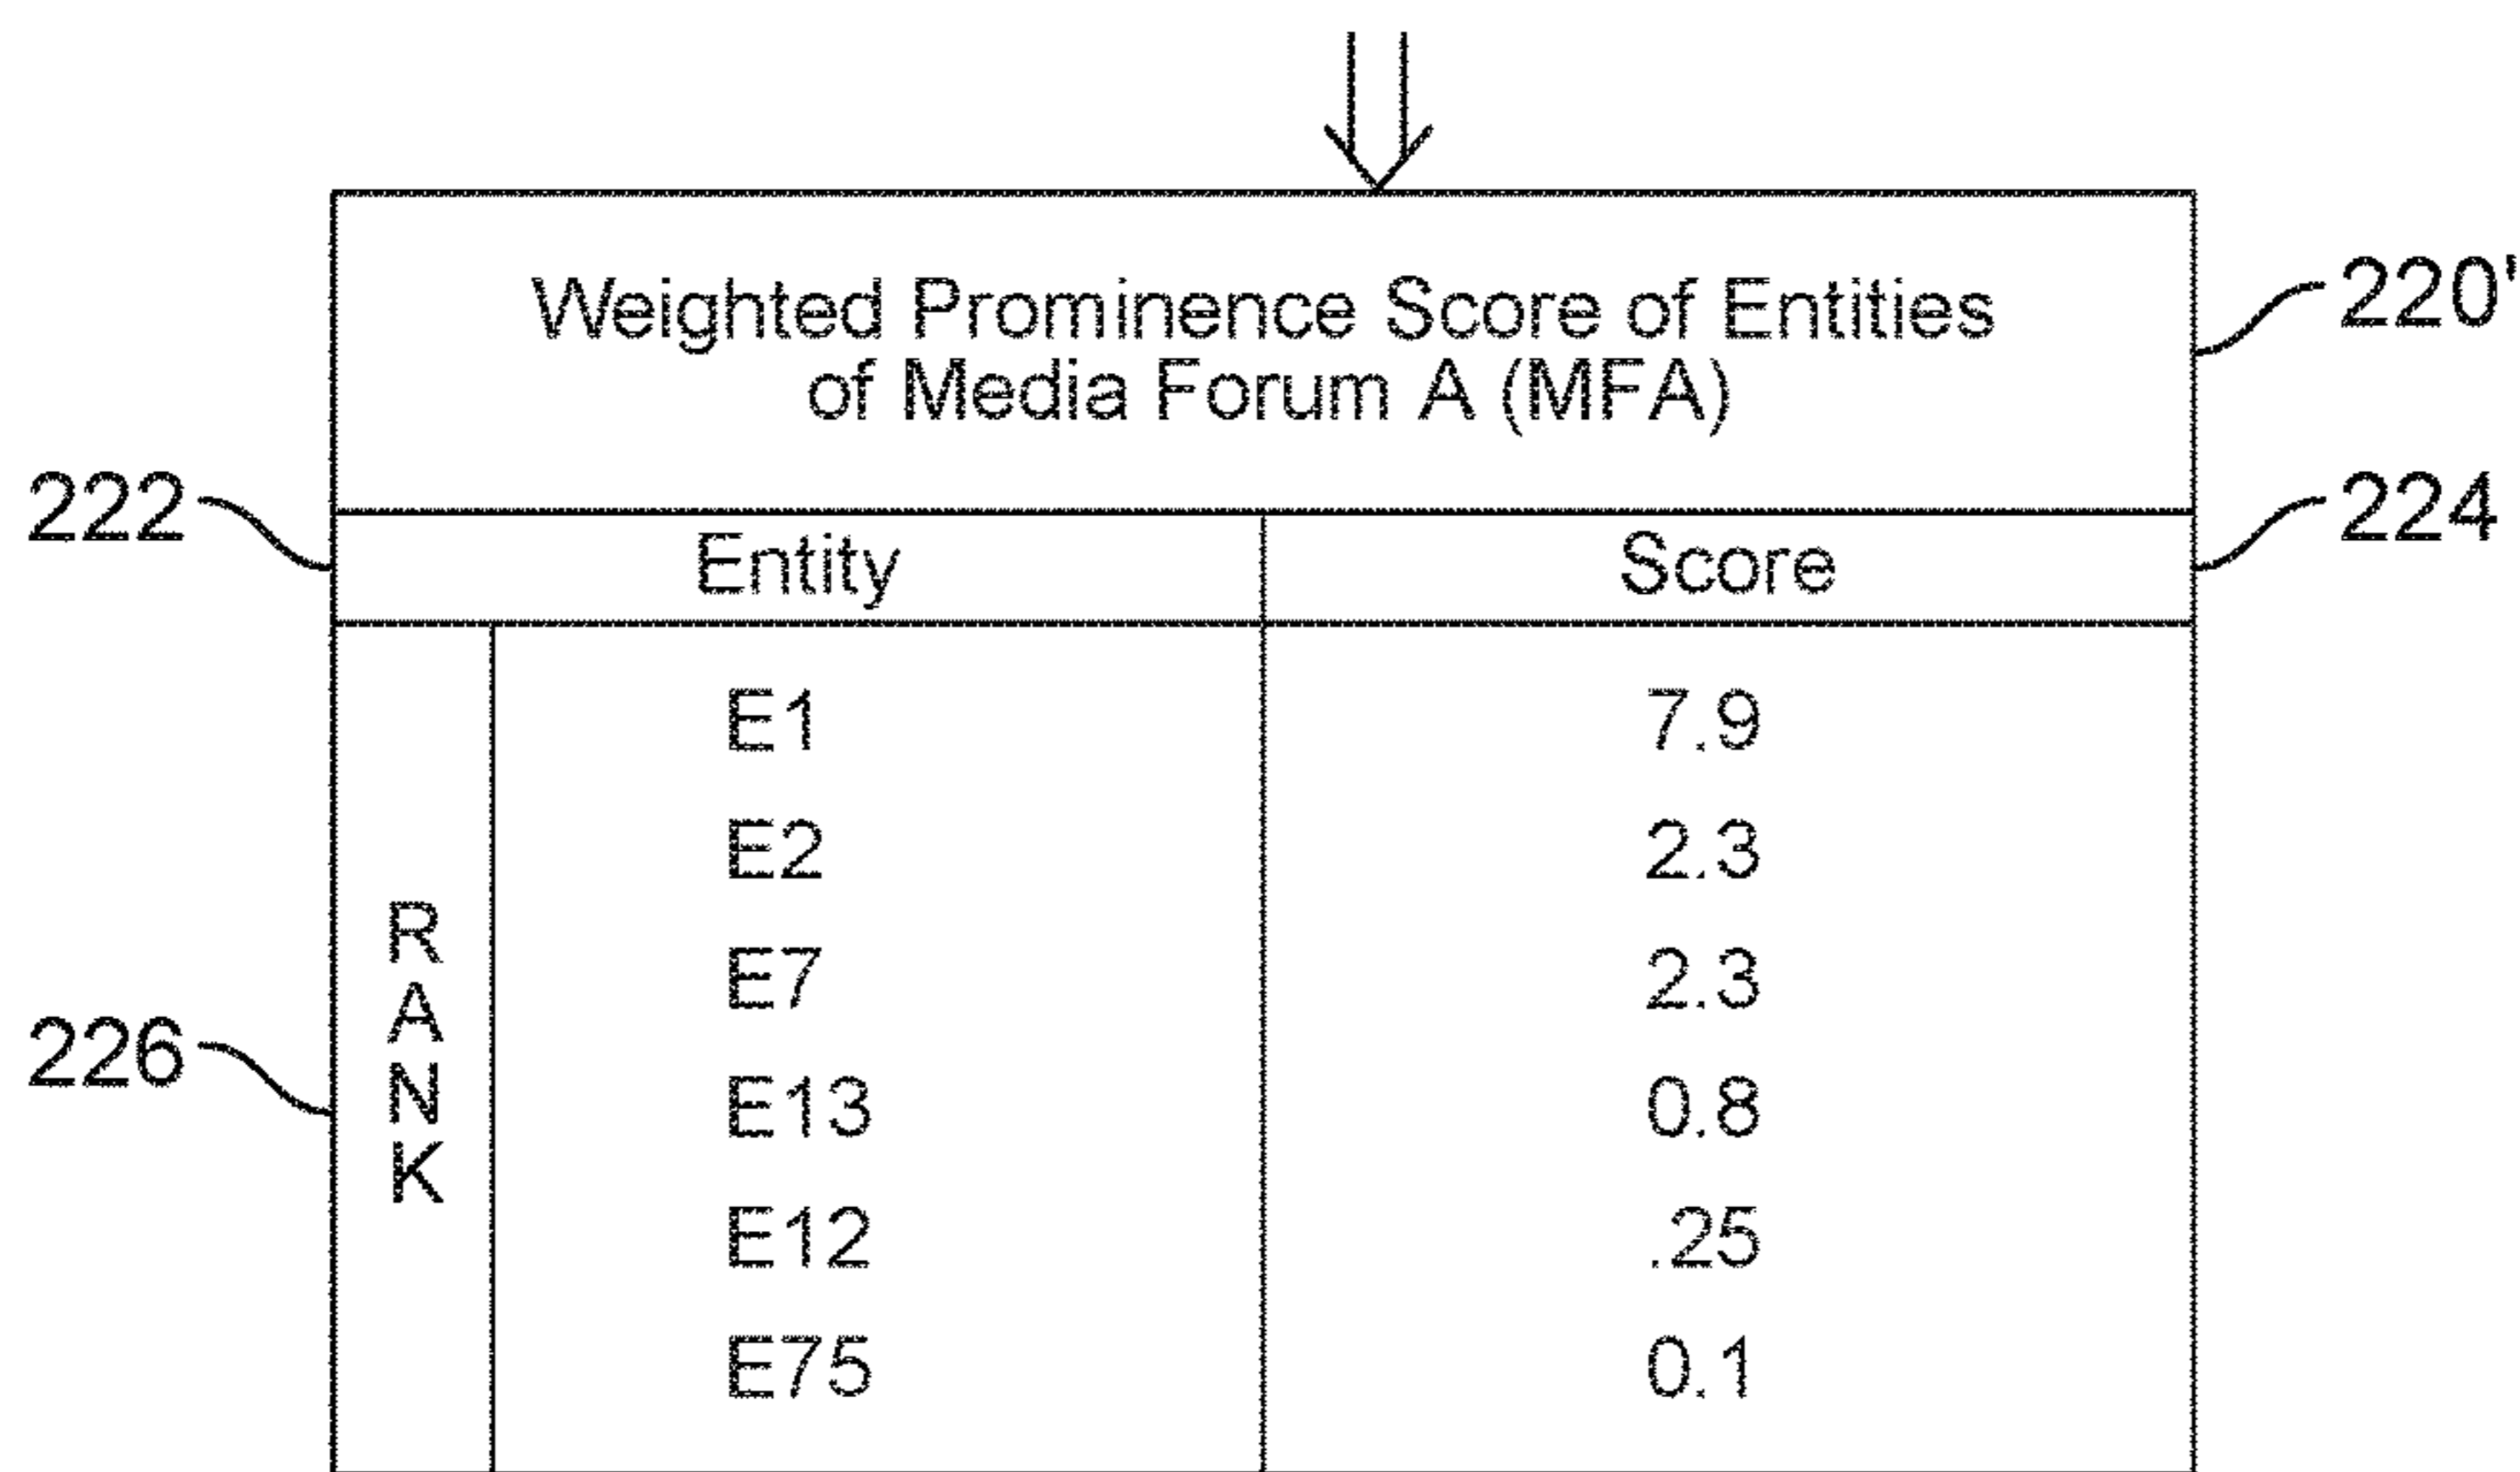 Weighted Prominence Score of Entities
of Media Forum A (MFA)
220'
222
Entity
Score
224
E1
7.9
E2
2.3
E7
2.3
E13
0.8
E12
.25
E75
0.1
RANK
226